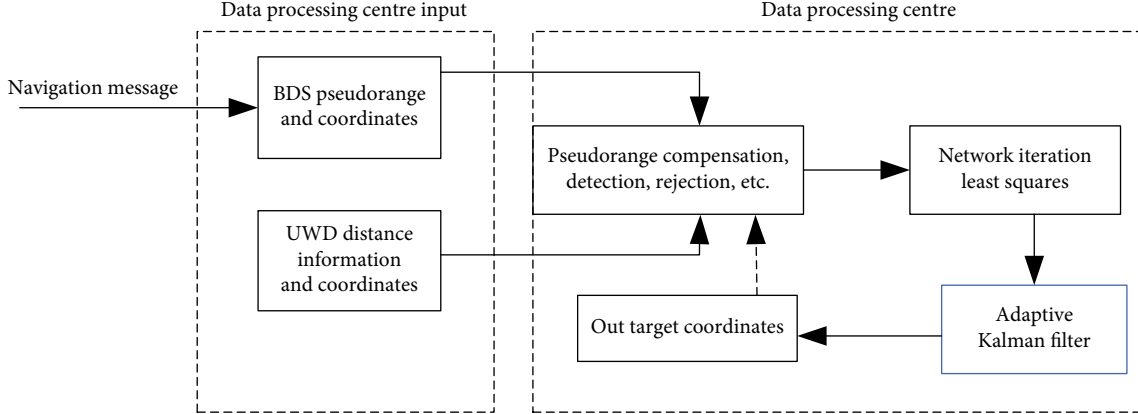 Data processing centre input
Data processing centre
Navigation message
BDS pseudorange
and coordinates
Pseudorange compensation,
detection, rejection, etc.
Network iteration
least squares
UWD distance
information
and coordinates
Out target coordinates
Adaptive
Kalman filter